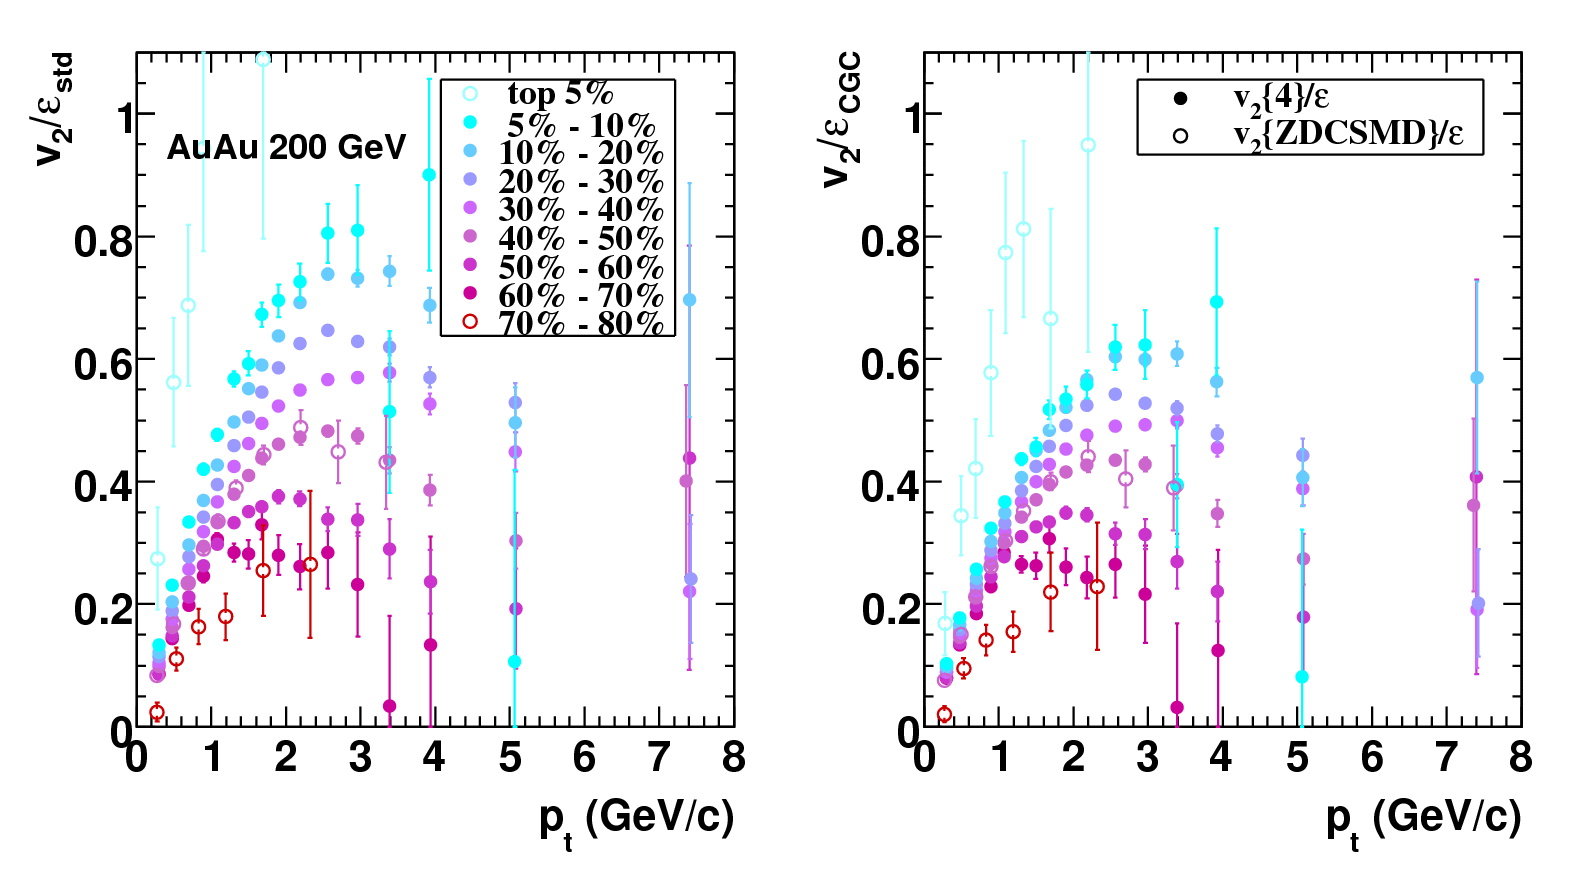 v2/εstd
AuAu 200 GeV
top 5%
5% - 10%
10% - 20%
20% - 30%
30% - 40%
40% - 50%
50% - 60%
60% - 70%
70% - 80%
1
0.8
0.6
0.4
0.2
0
0 1 2 3 4 5 6 7 8
pt (GeV/c)
v2/εCGC
v2{4}/ε
v2{ZDCSMD}/ε
1
0.8
0.6
0.4
0.2
0
0 1 2 3 4 5 6 7 8
pt (GeV/c)